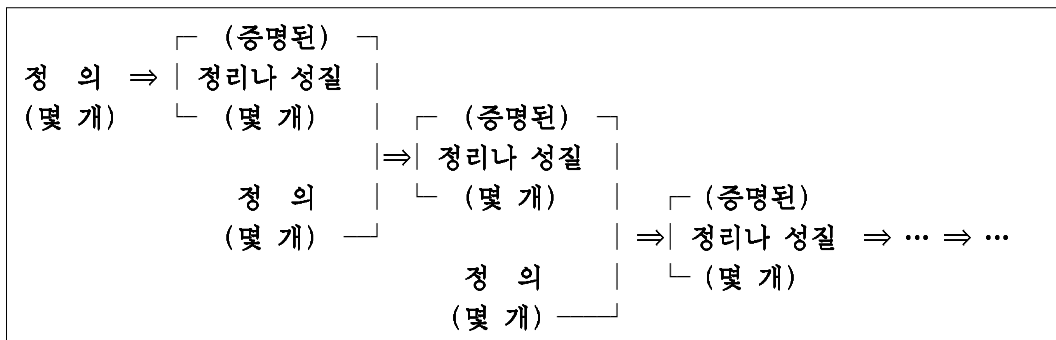 (증명된)
정 의 ⇒ 정리나 성질
(몇 개) (몇 개) (증명된)
⇒ 정리나 성질
정 의 (몇 개) (증명된)
(몇 개) ⇒ 정리나 성질 ⇒ ⋯ ⇒ ⋯
정 의 (몇 개)
(몇 개)